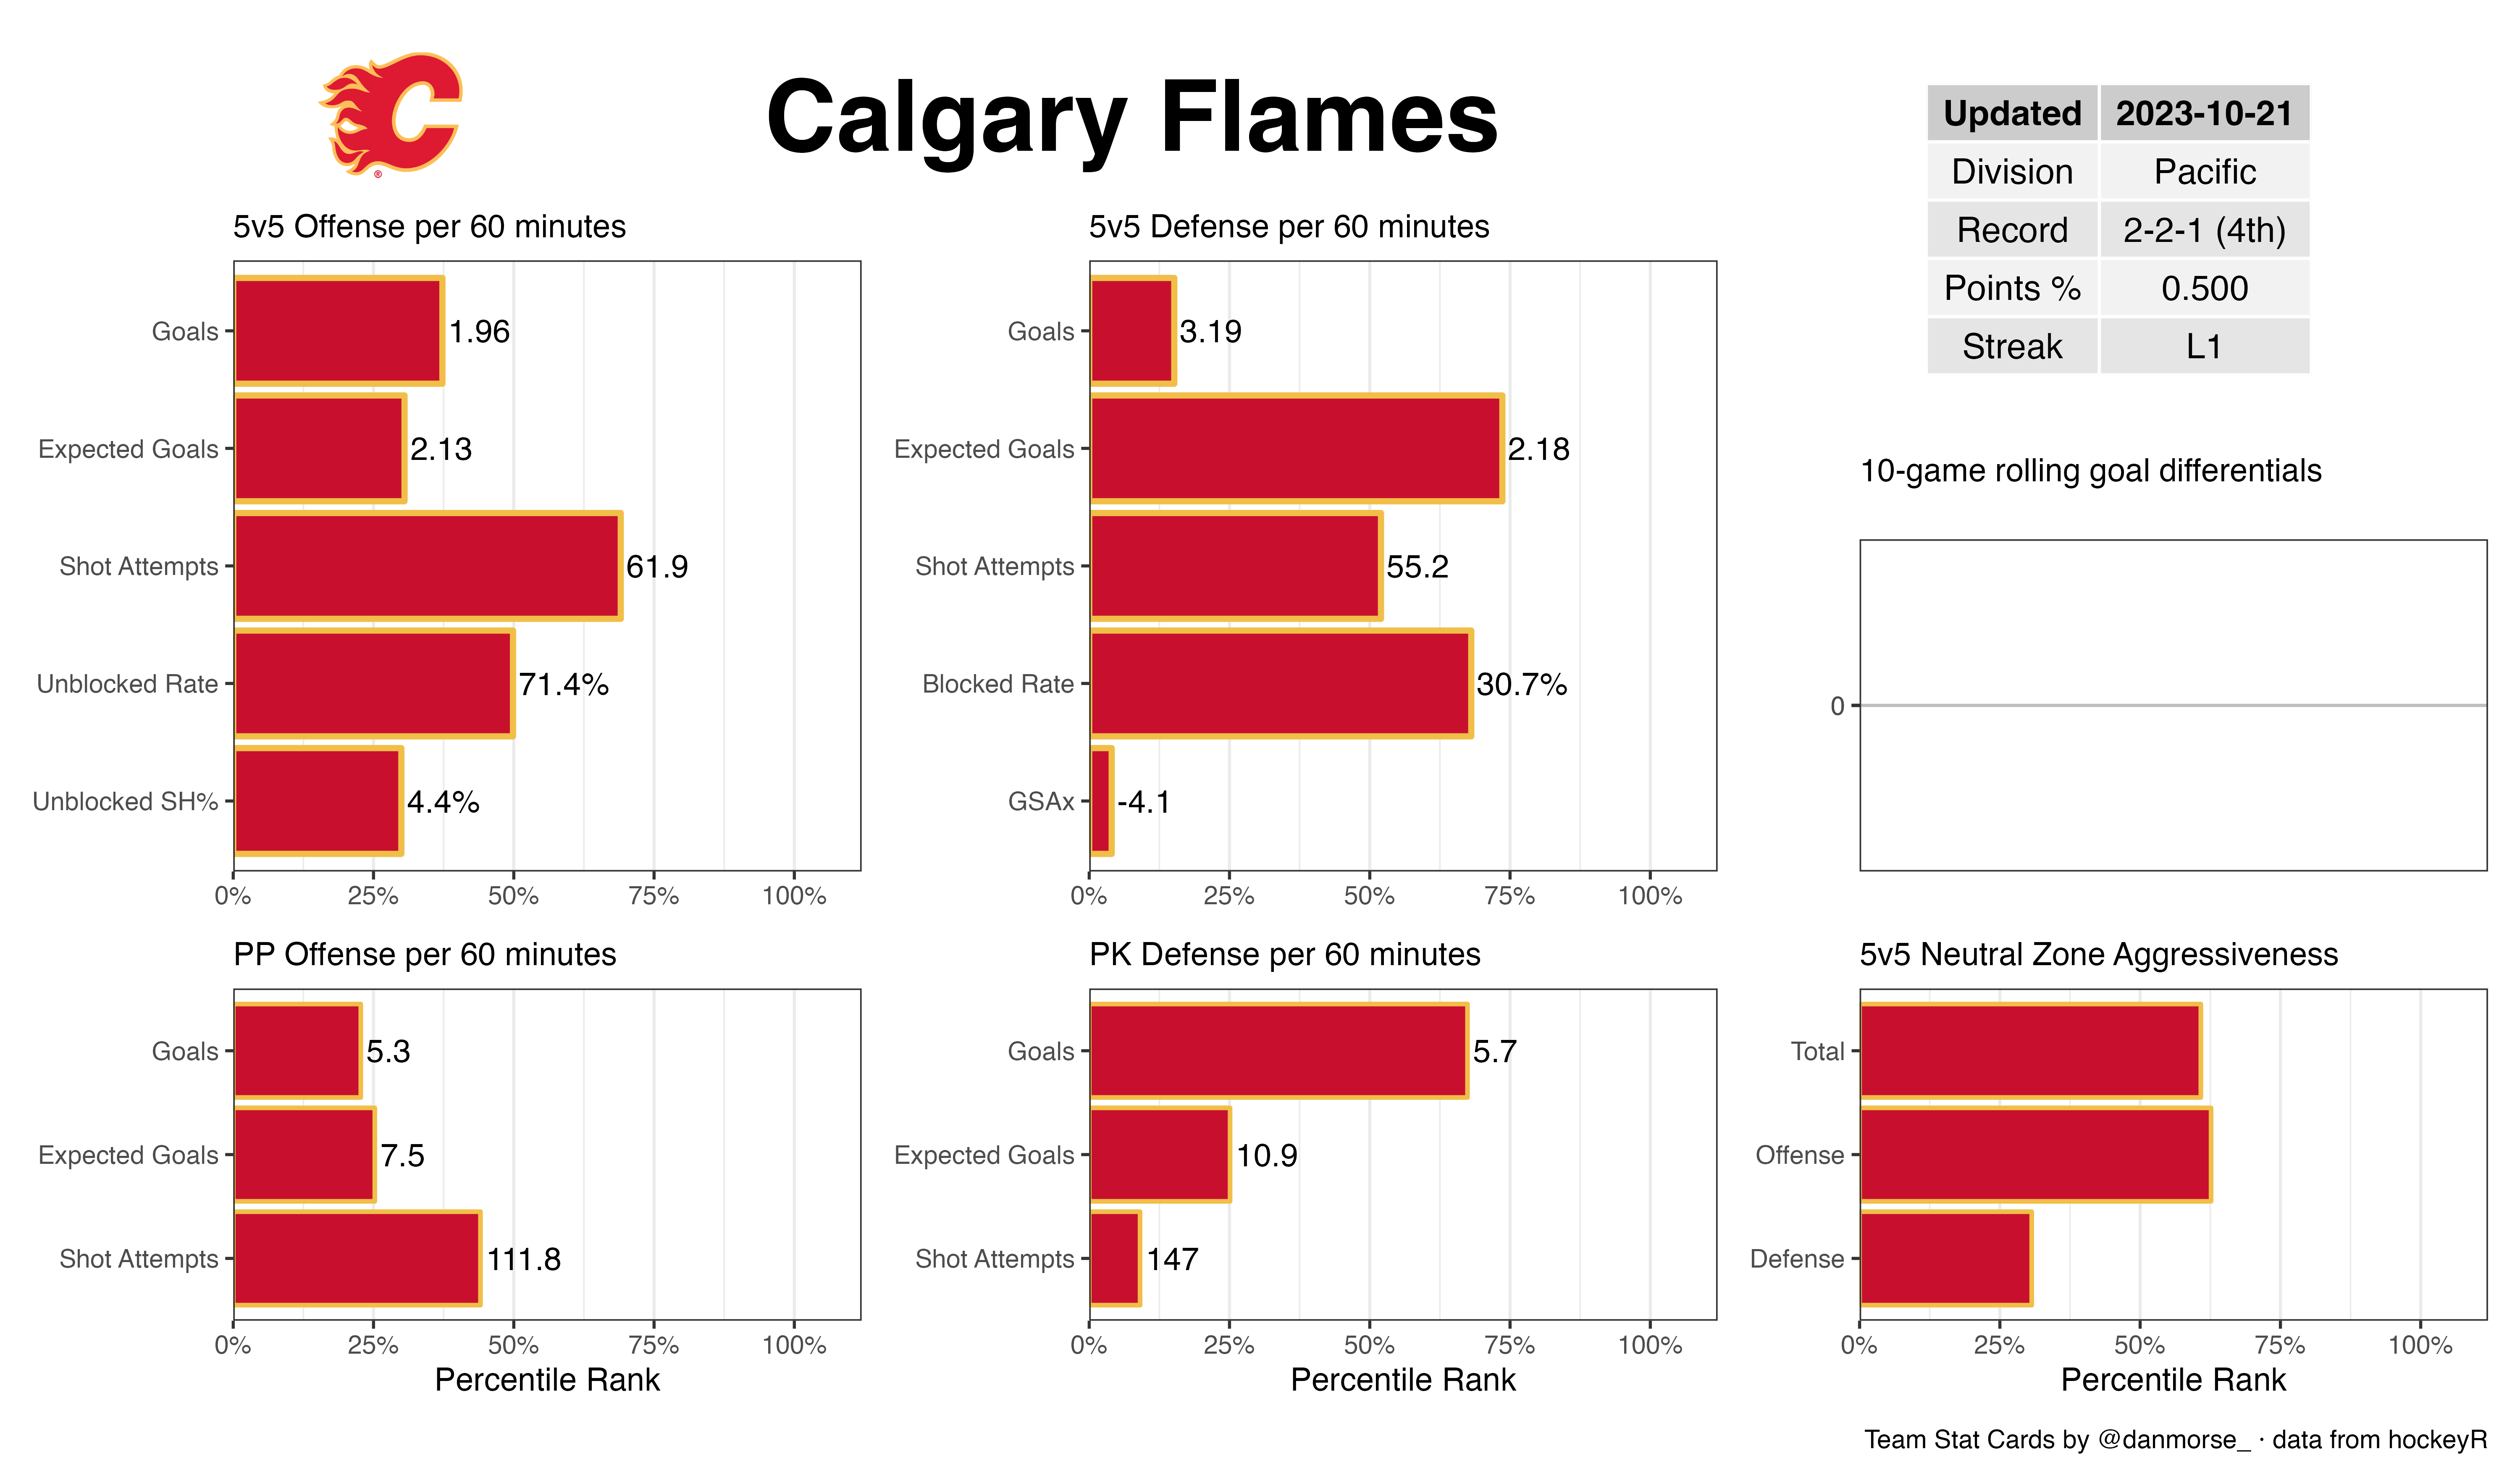 Calgary Flames
Updated 2023-10-21
Division Pacific
Record 2-2-1 (4th)
Points % 0.500
Streak L1
5v5 Offense per 60 minutes
Goals 1.96
Expected Goals 2.13
Shot Attempts 61.9
Unblocked Rate 71.4%
Unblocked SH% 4.4%
0% 25% 50% 75% 100%
5v5 Defense per 60 minutes
Goals 3.19
Expected Goals 2.18
Shot Attempts 55.2
Blocked Rate 30.7%
GSAx -4.1
0% 25% 50% 75% 100%
10-game rolling goal differentials
0
PP Offense per 60 minutes
Goals 5.3
Expected Goals 7.5
Shot Attempts 111.8
0% 25% 50% 75% 100%
Percentile Rank
PK Defense per 60 minutes
Goals 5.7
Expected Goals 10.9
Shot Attempts 147
0% 25% 50% 75% 100%
Percentile Rank
5v5 Neutral Zone Aggressiveness
Total
Offense
Defense
0% 25% 50% 75% 100%
Percentile Rank
Team Stat Cards by @danmorse_ · data from hockeyR